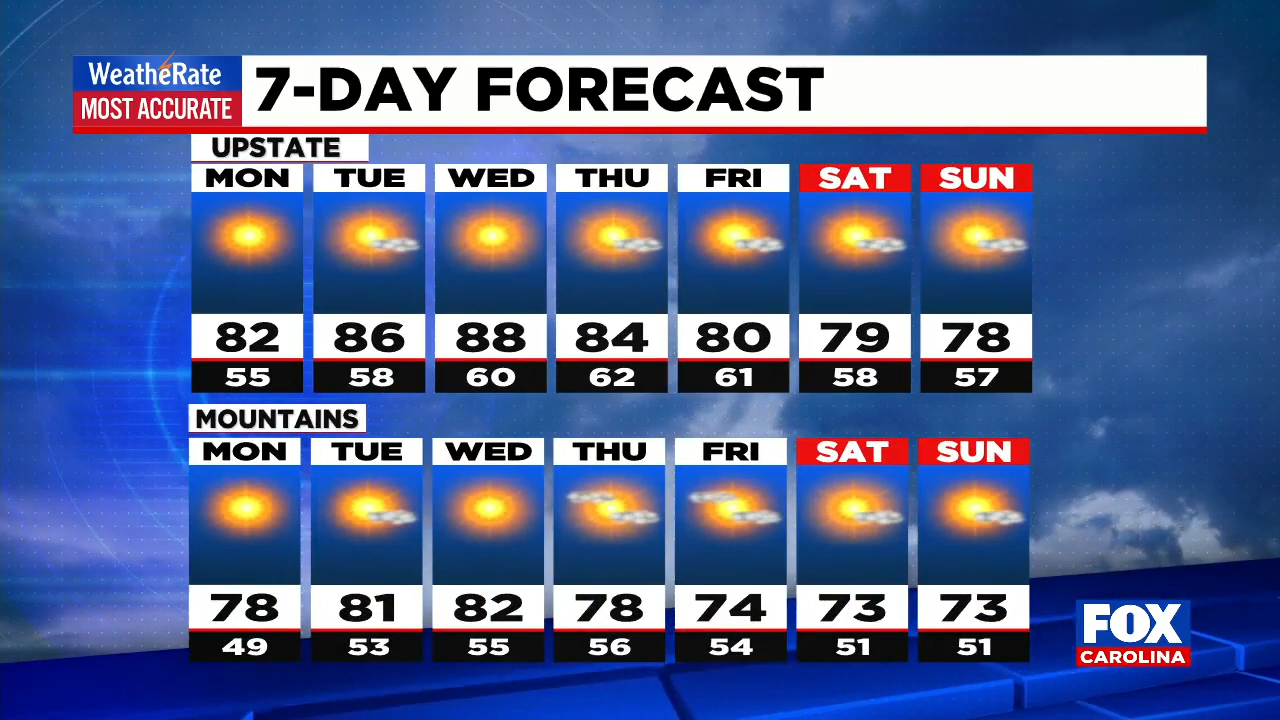 WeatheRate
MOST ACCURATE
7-DAY FORECAST
UPSTATE
MON TUE WED THU FRI SAT SUN
82 86 88 84 80 79 78
55 58 60 62 61 58 57
MOUNTAINS
MON TUE WED THU FRI SAT SUN
78 81 82 78 74 73 73
49 53 55 56 54 51 51
FOX
CAROLINA